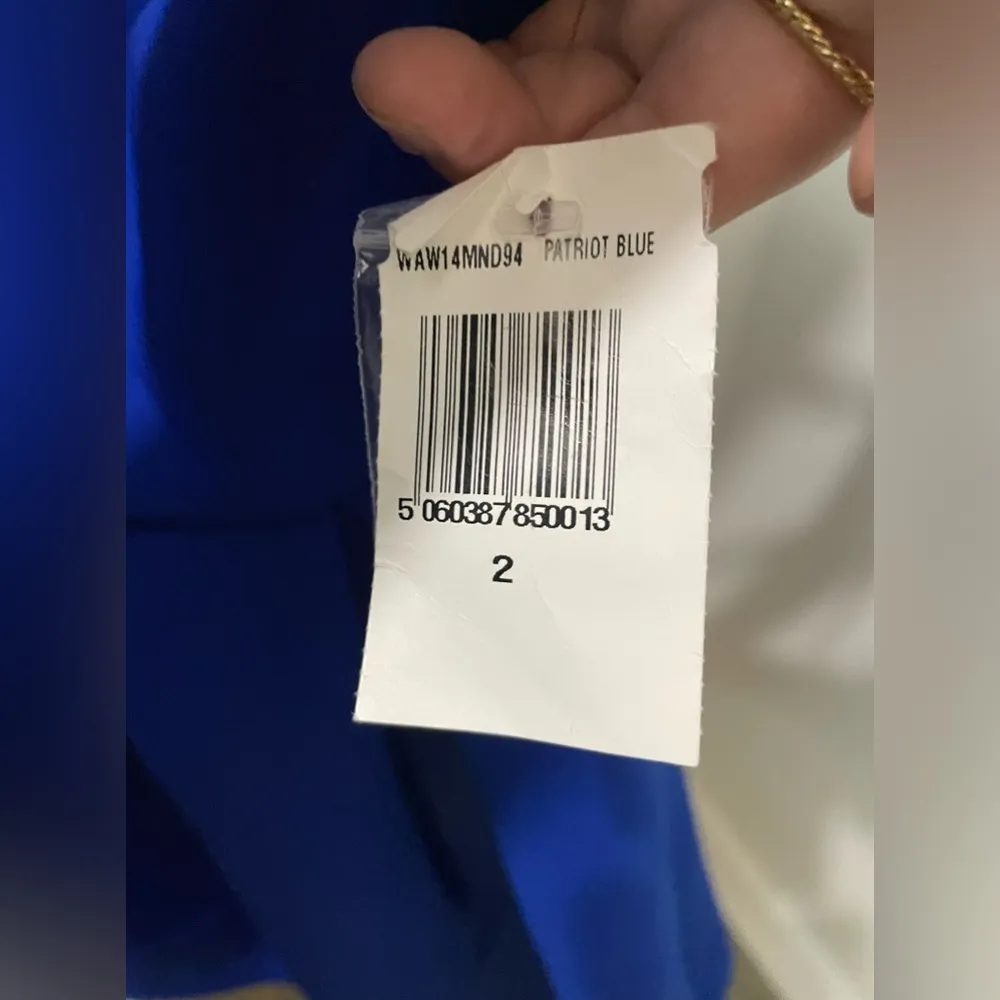 WAW14MND94 PATRIOT BLUE
5 060387 850013
2